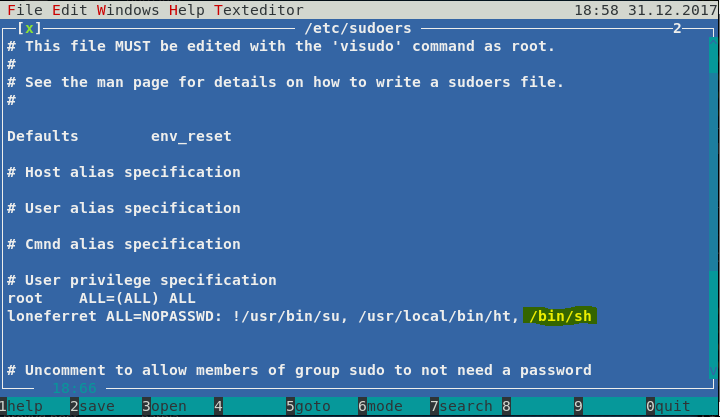 File Edit Windows Help Texteditor 18:58 31.12.2017
[x] /etc/sudoers 2
# This file MUST be edited with the 'visudo' command as root.
#
# See the man page for details on how to write a sudoers file.
#
Defaults env_reset
# Host alias specification
# User alias specification
# Cmnd alias specification
# User privilege specification
root ALL=(ALL) ALL
loneferret ALL=NOPASSWD: !/usr/bin/su, /usr/local/bin/ht, /bin/sh
# Uncomment to allow members of group sudo to not need a password
18:66
1help 2save 3open 4 5goto 6mode 7search 8 9 0quit